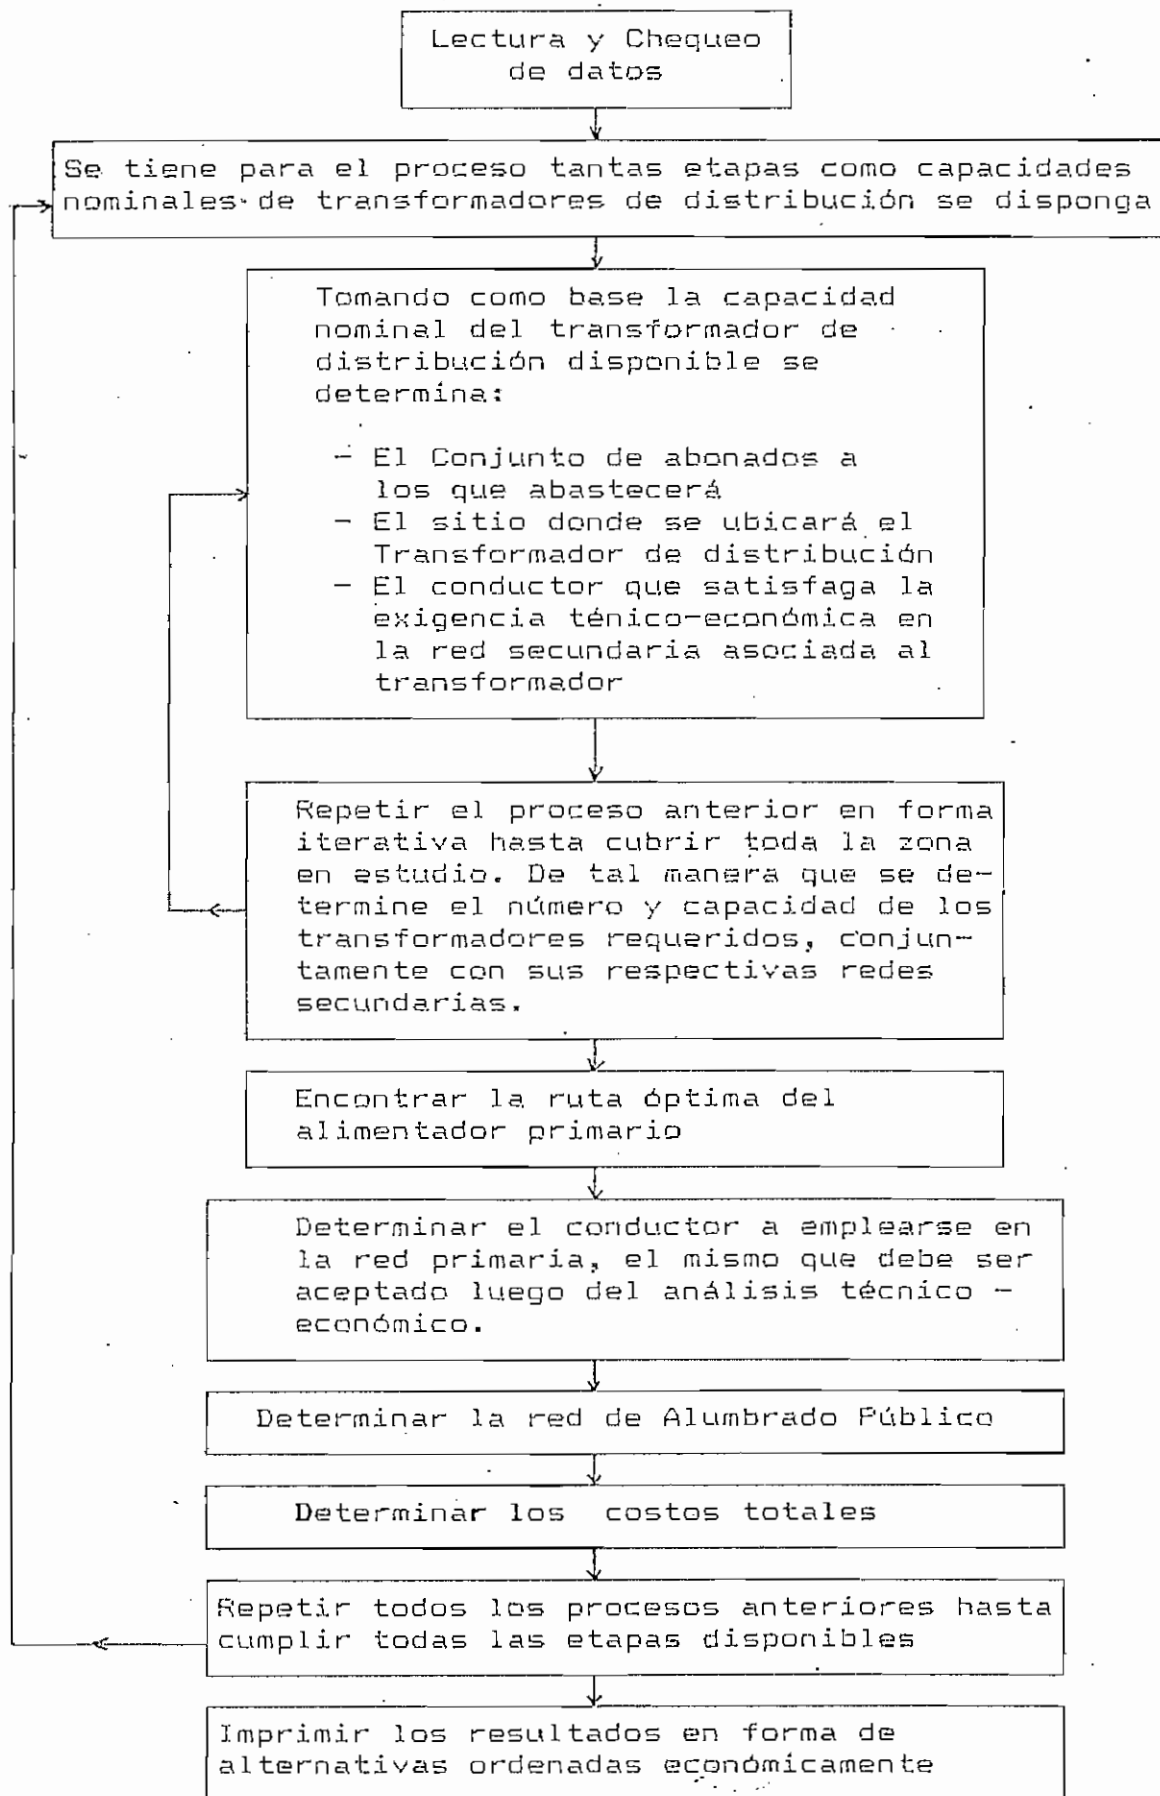 Lectura y Chequeo
de datos
Se tiene para el proceso tantas etapas como capacidades
nominales de transformadores de distribución se disponga
Tomando como base la capacidad
nominal del transformador de
distribución disponible se
determina:
- El Conjunto de abonados a
los que abastecerá
- El sitio donde se ubicará el
Transformador de distribución
- El conductor que satisfaga la
exigencia ténico-económica en
la red secundaria asociada al
transformador
Repetir el proceso anterior en forma
iterativa hasta cubrir toda la zona
en estudio. De tal manera que se de-
termine el número y capacidad de los
transformadores requeridos, conjun-
tamente con sus respectivas redes
secundarias.
Encontrar la ruta óptima del
alimentador primario
Determinar el conductor a emplearse en
la red primaria, el mismo que debe ser
aceptado luego del análisis técnico -
económico.
Determinar la red de Alumbrado Público
Determinar los costos totales
Repetir todos los procesos anteriores hasta
cumplir todas las etapas disponibles
Imprimir los resultados en forma de
alternativas ordenadas económicamente